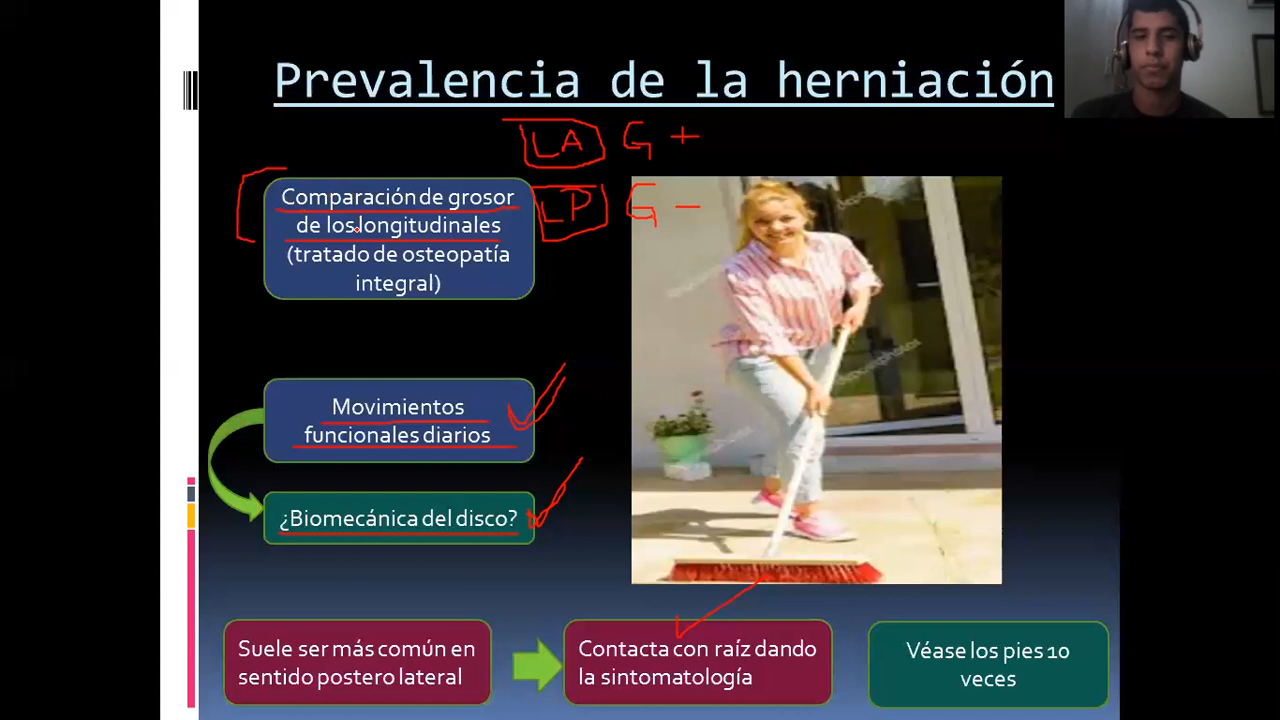 Prevalencia de la herniación
LA G +
LP G -
Comparación de grosor
de los longitudinales
(tratado de osteopatía
integral)
Movimientos
funcionales diarios
¿Biomecánica del disco?
Suele ser más común en
sentido postero lateral
Contacta con raíz dando
la sintomatología
Véase los pies 10
veces